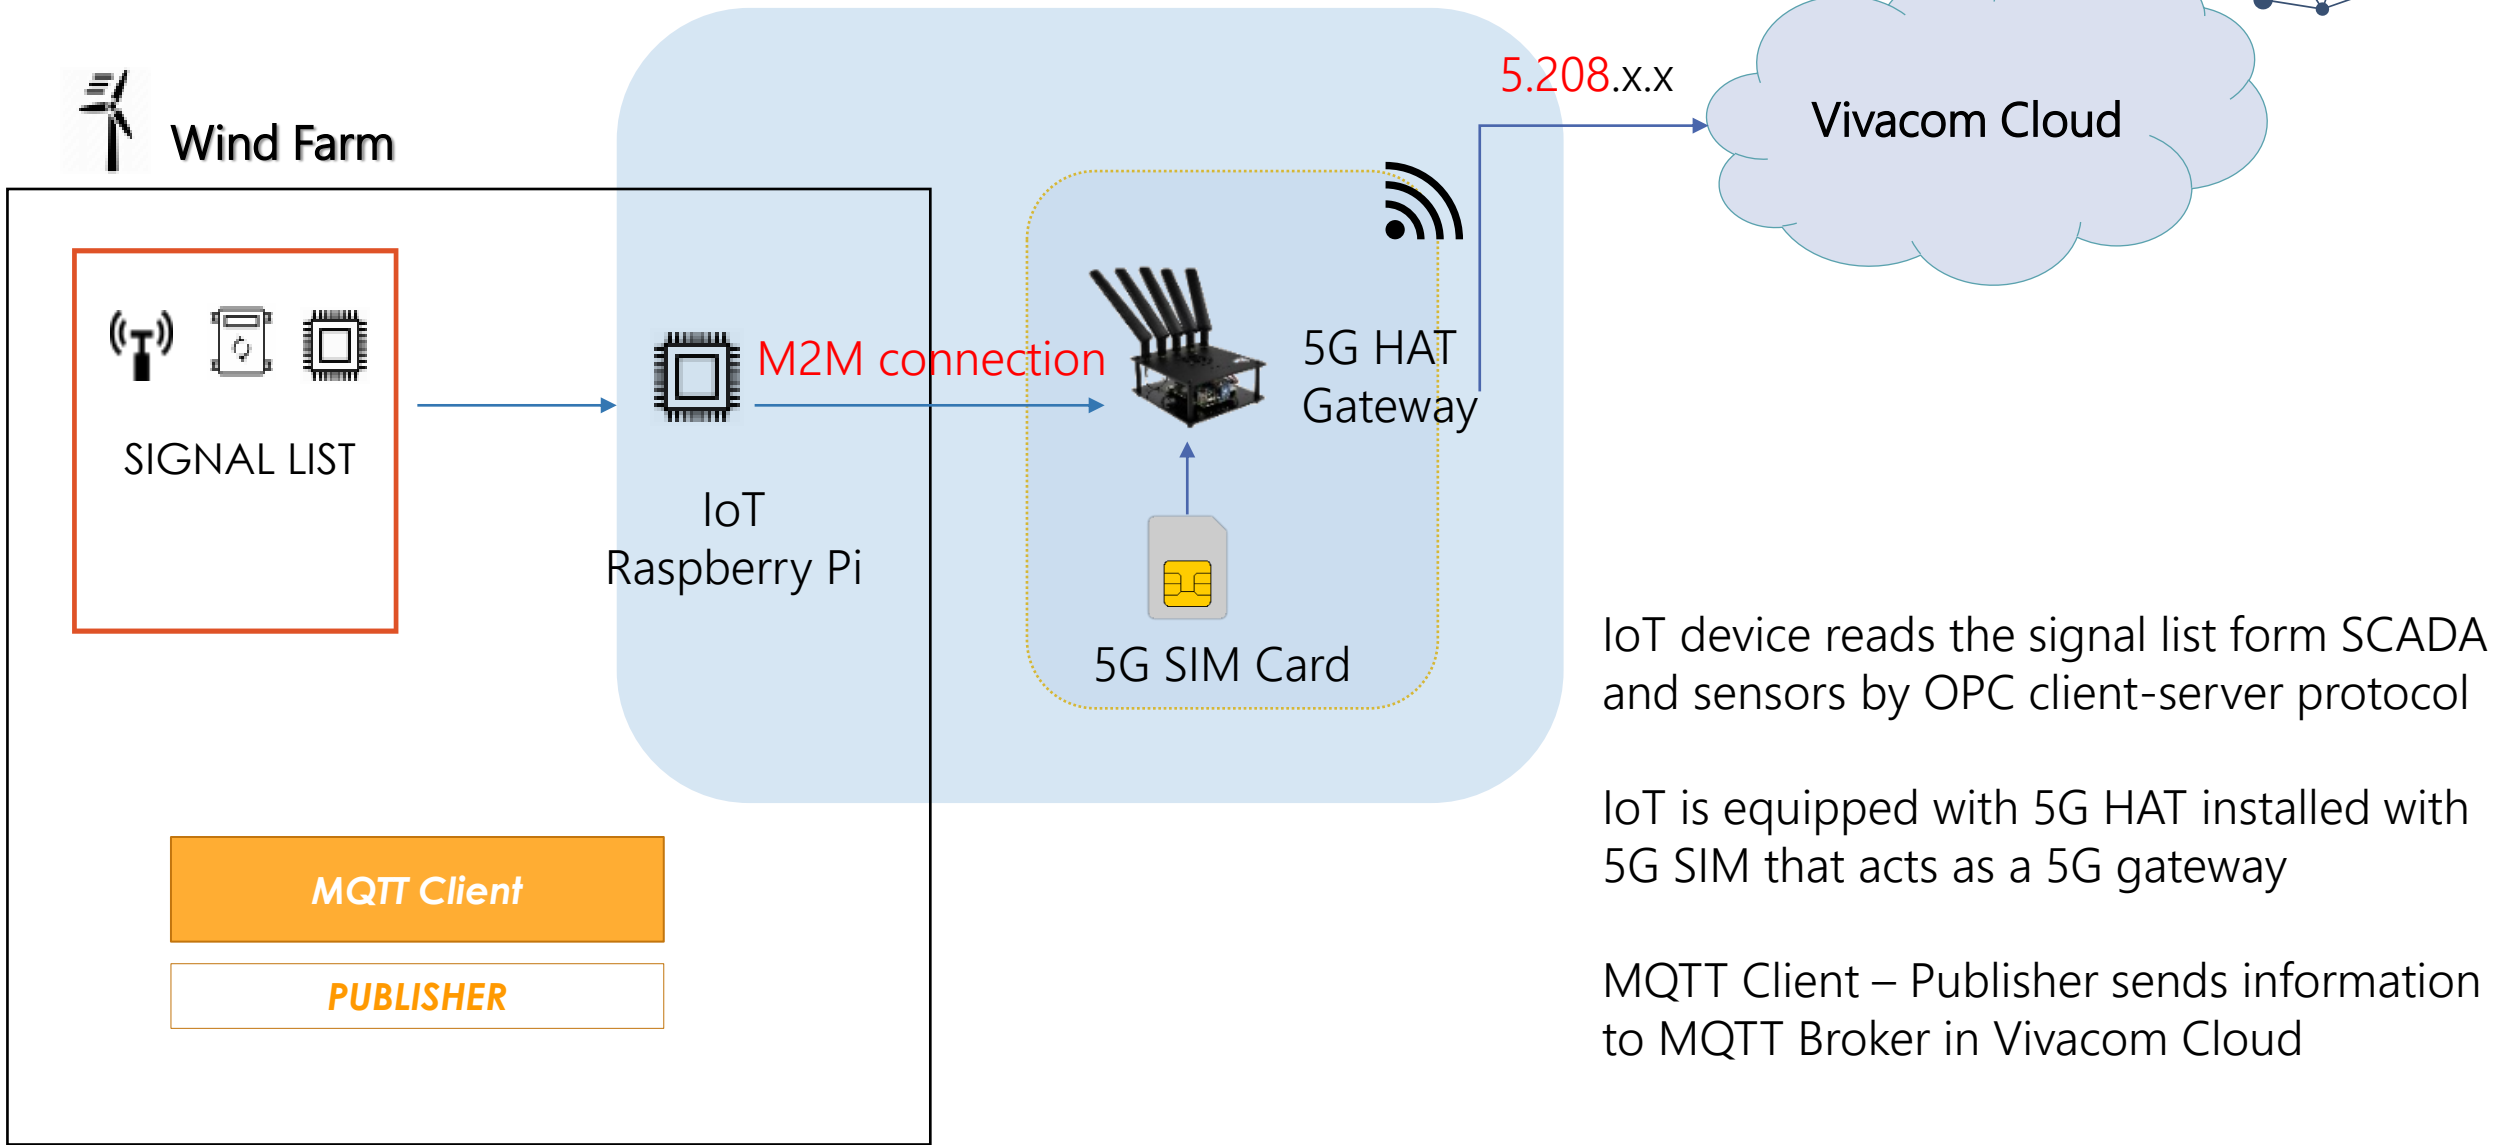 5.208.x.x
Vivacom Cloud
Wind Farm
SIGNAL LIST
M2M connection
5G HAT
Gateway
IoT
Raspberry Pi
5G SIM Card
IoT device reads the signal list form SCADA
and sensors by OPC client-server protocol
IoT is equipped with 5G HAT installed with
5G SIM that acts as a 5G gateway
MQTT Client – Publisher sends information
to MQTT Broker in Vivacom Cloud
MQTT Client
PUBLISHER